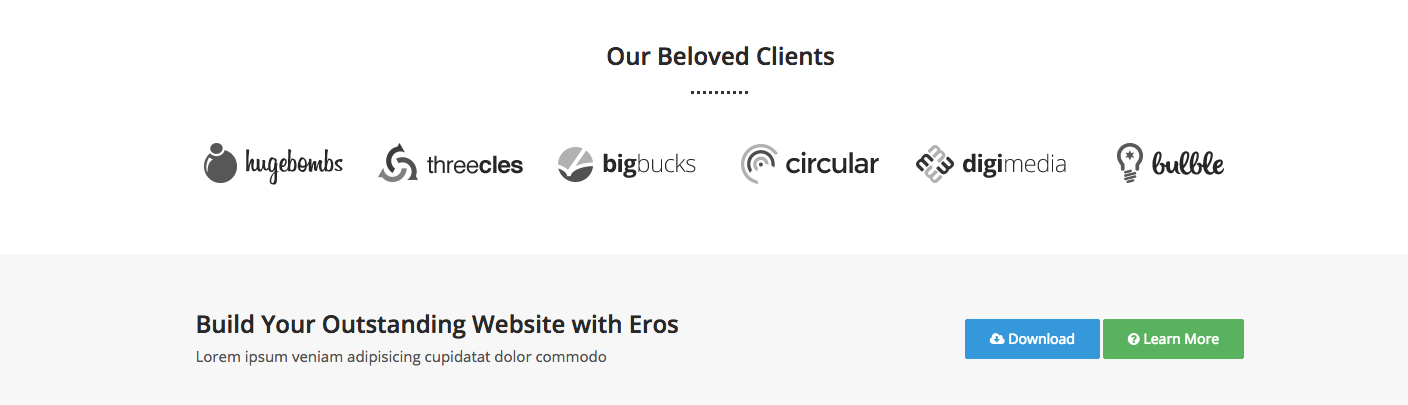 Our Beloved Clients
hugebombs threecles bigbucks circular digimedia bulble
Build Your Outstanding Website with Eros
Lorem ipsum veniam adipisicing cupidatat dolor commodo
Download Learn More